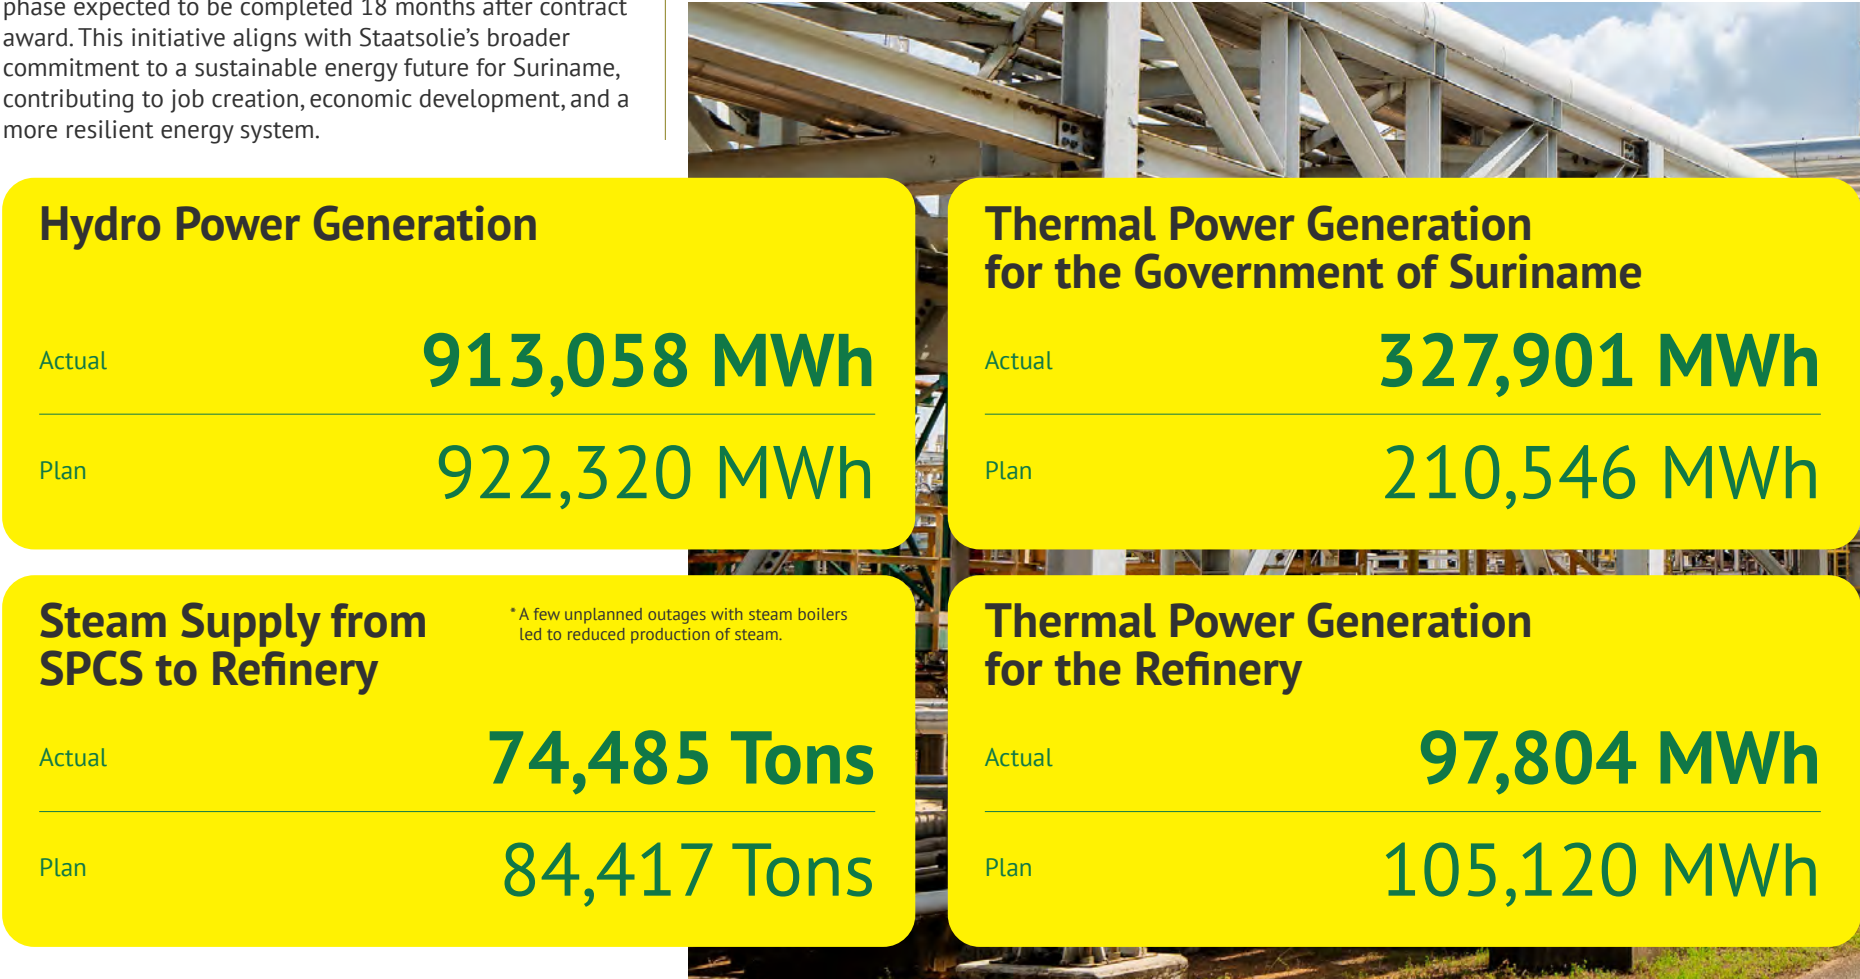 phase expected to be completed 18 months after contract
award. This initiative aligns with Staatsolie’s broader
commitment to a sustainable energy future for Suriname,
contributing to job creation, economic development, and a
more resilient energy system.
Hydro Power Generation
Actual 913,058 MWh
Plan 922,320 MWh
Thermal Power Generation
for the Government of Suriname
Actual 327,901 MWh
Plan 210,546 MWh
Steam Supply from
SPCS to Refinery
* A few unplanned outages with steam boilers
led to reduced production of steam.
Actual 74,485 Tons
Plan 84,417 Tons
Thermal Power Generation
for the Refinery
Actual 97,804 MWh
Plan 105,120 MWh